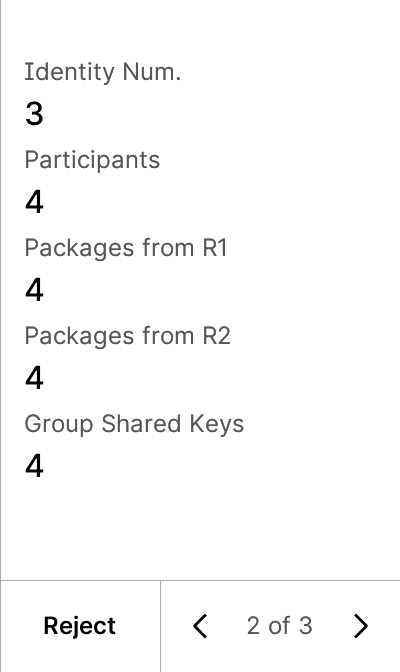 Identity Num.
3
Participants
4
Packages from R1
4
Packages from R2
4
Group Shared Keys
4
Reject
2 of 3